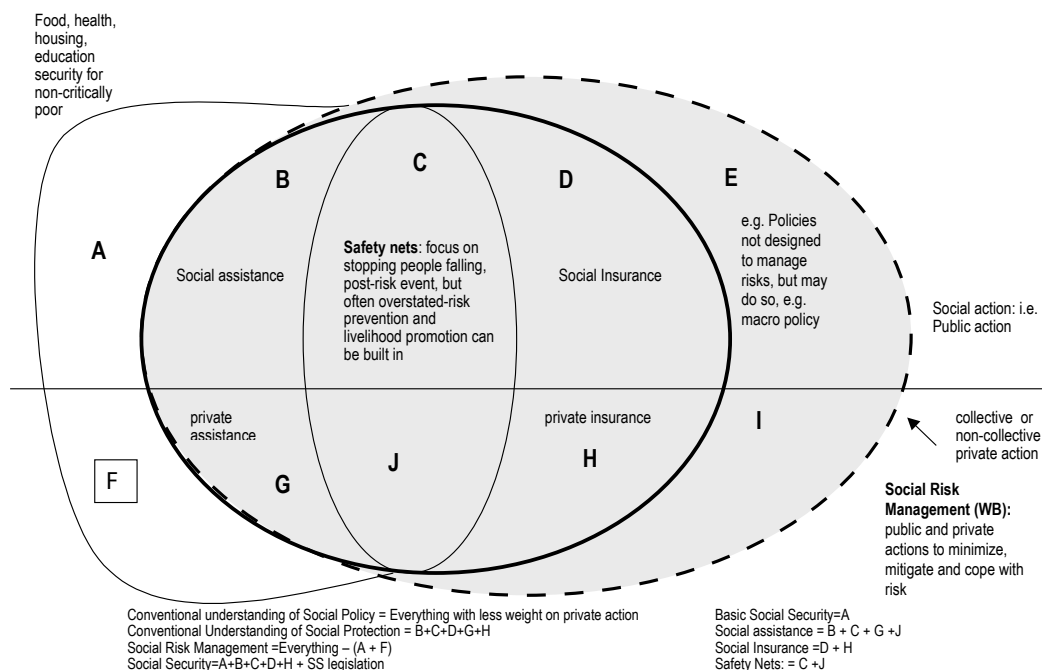 Food, health,
housing,
education
security for
non-critically
poor
A
B
C
D
E
Social assistance
Safety nets: focus on
stopping people falling,
post-risk event, but
often overstated-risk
prevention and
livelihood promotion can
be built in
Social Insurance
e.g. Policies
not designed
to manage
risks, but may
do so, e.g.
macro policy
Social action: i.e.
Public action
private
assistance
private insurance
F
G
J
H
I
collective or
non-collective
private action
Social Risk
Management (WB):
public and private
actions to minimize,
mitigate and cope with
risk
Conventional understanding of Social Policy = Everything with less weight on private action
Conventional Understanding of Social Protection = B+C+D+G+H
Social Risk Management =Everything – (A + F)
Social Security=A+B+C+D+H + SS legislation
Basic Social Security=A
Social assistance = B + C + G +J
Social Insurance =D + H
Safety Nets: = C +J